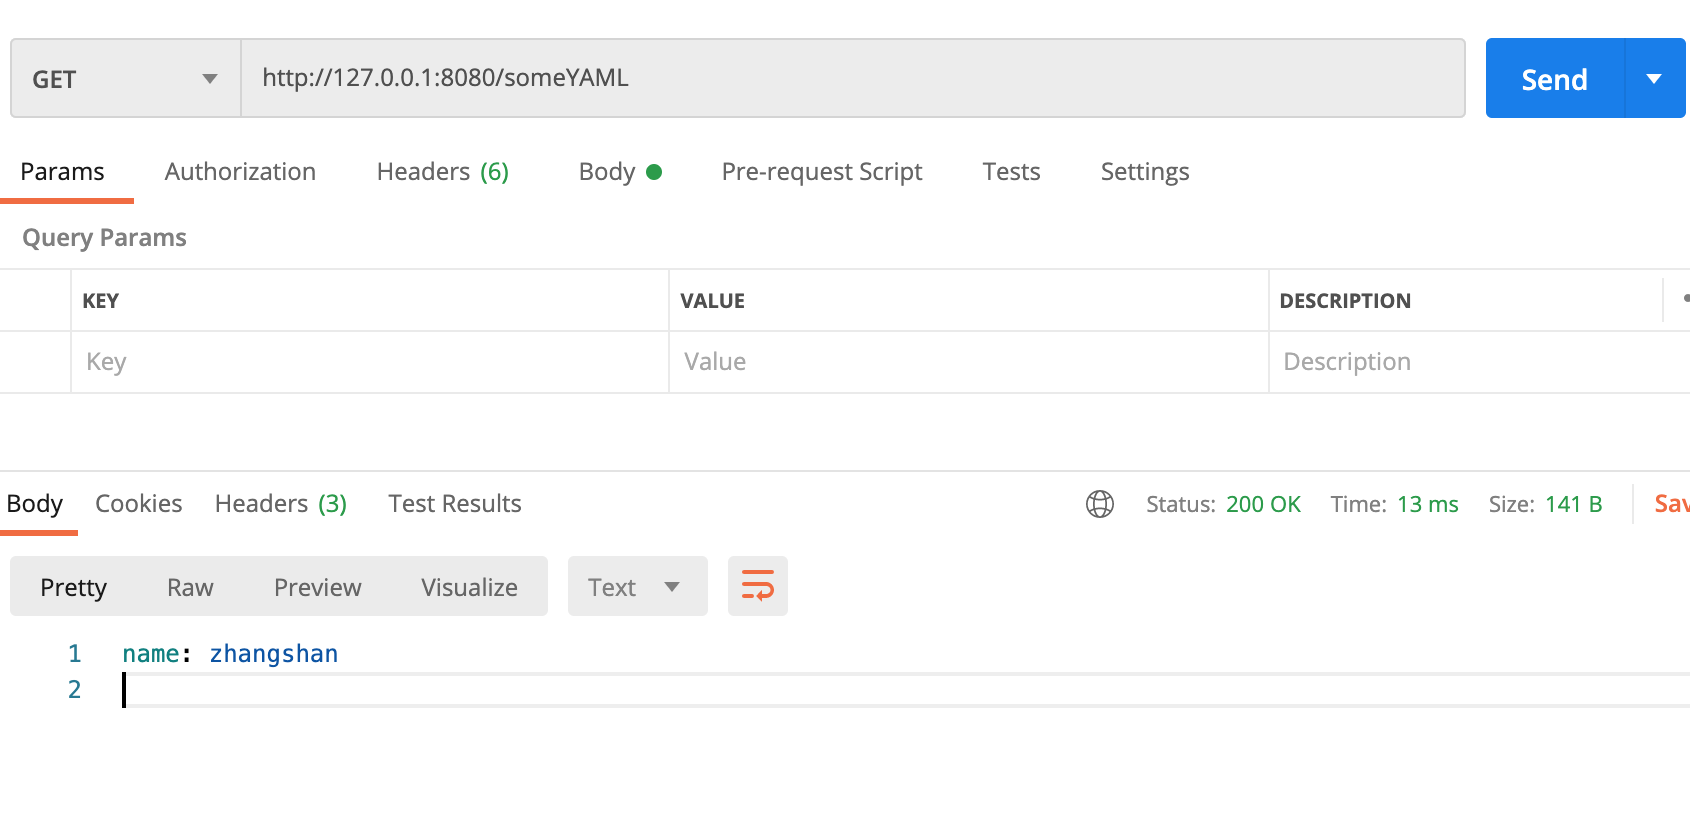 GET http://127.0.0.1:8080/someYAML Send
Params Authorization Headers (6) Body Pre-request Script Tests Settings
Query Params
KEY VALUE DESCRIPTION
Key Value Description
Body Cookies Headers (3) Test Results Status: 200 OK Time: 13 ms Size: 141 B Sav
Pretty Raw Preview Visualize Text
1 name: zhangshan
2